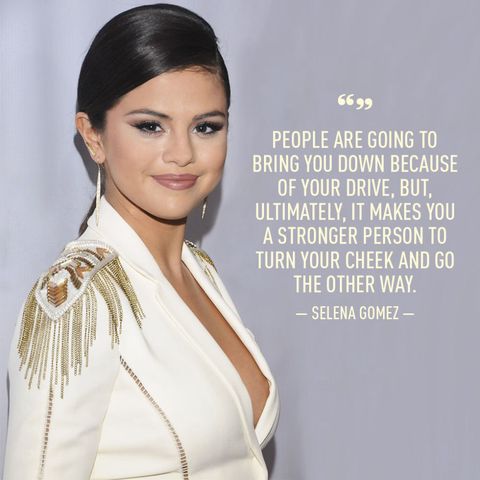 “”
PEOPLE ARE GOING TO
BRING YOU DOWN BECAUSE
OF YOUR DRIVE, BUT,
ULTIMATELY, IT MAKES YOU
A STRONGER PERSON TO
TURN YOUR CHEEK AND GO
THE OTHER WAY.
— SELENA GOMEZ —